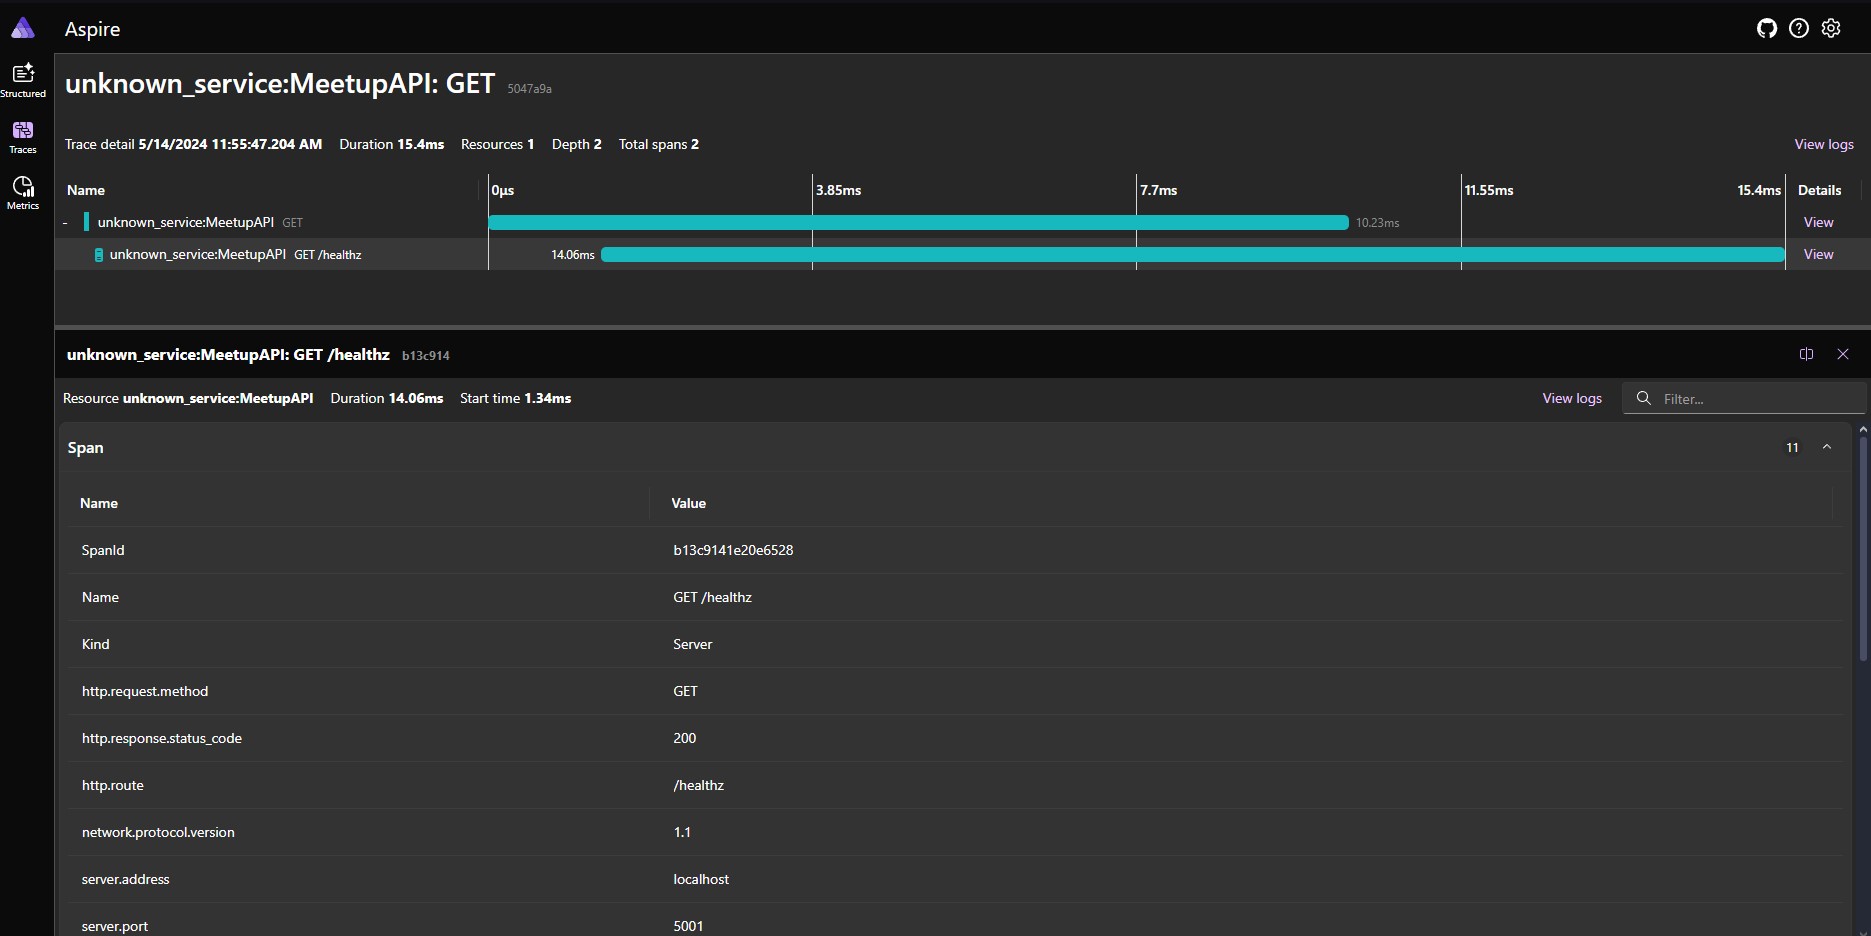 Aspire
Structured
Traces
Metrics
unknown_service:MeetupAPI: GET 5047a9a
Trace detail 5/14/2024 11:55:47.204 AM Duration 15.4ms Resources 1 Depth 2 Total spans 2 View logs
Name 0μs 3.85ms 7.7ms 11.55ms 15.4ms Details
- unknown_service:MeetupAPI GET 10.23ms View
unknown_service:MeetupAPI GET /healthz 14.06ms View
unknown_service:MeetupAPI: GET /healthz b13c914
Resource unknown_service:MeetupAPI Duration 14.06ms Start time 1.34ms View logs Filter...
Span 11
Name Value
SpanId b13c9141e20e6528
Name GET /healthz
Kind Server
http.request.method GET
http.response.status_code 200
http.route /healthz
network.protocol.version 1.1
server.address localhost
server.port 5001